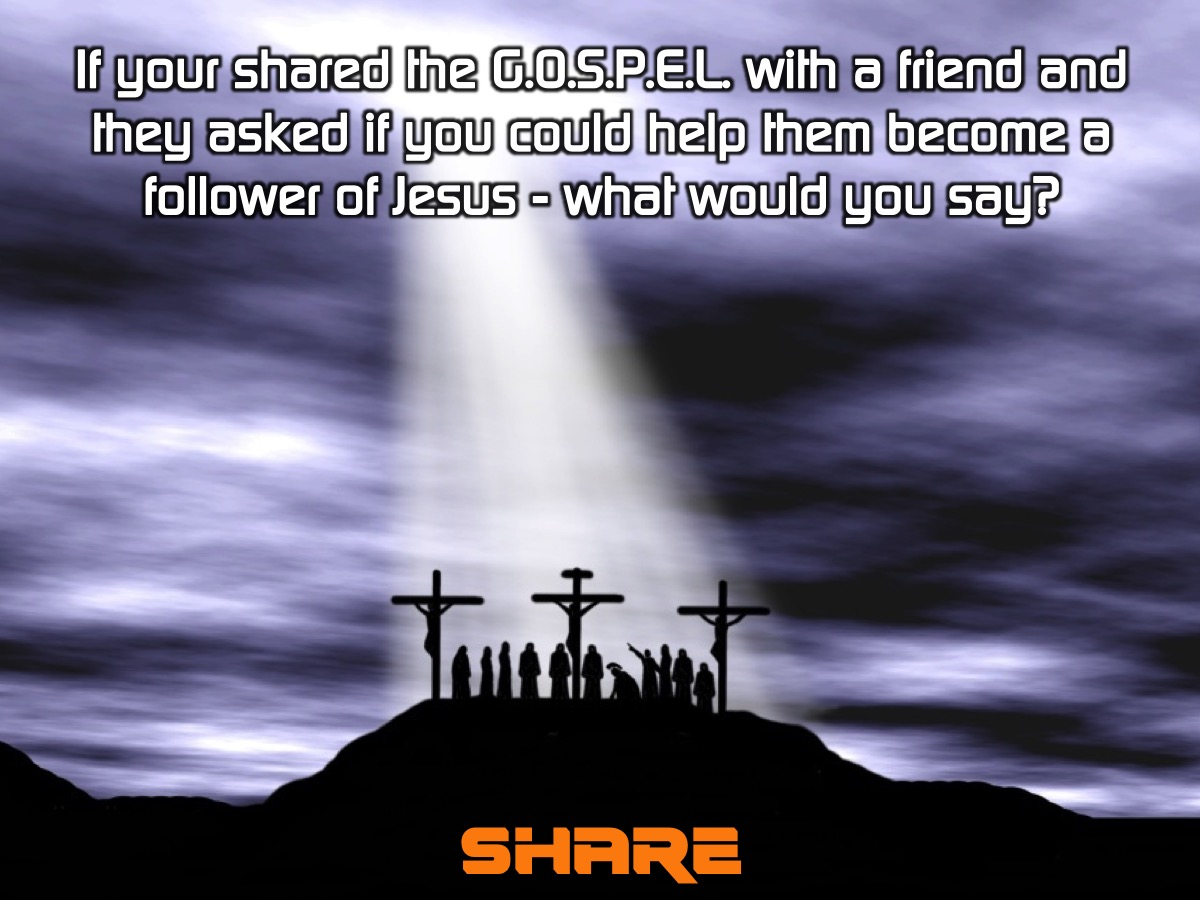 If your shared the G.O.S.P.E.L. with a friend and
they asked if you could help them become a
follower of Jesus - what would you say?
SHARE